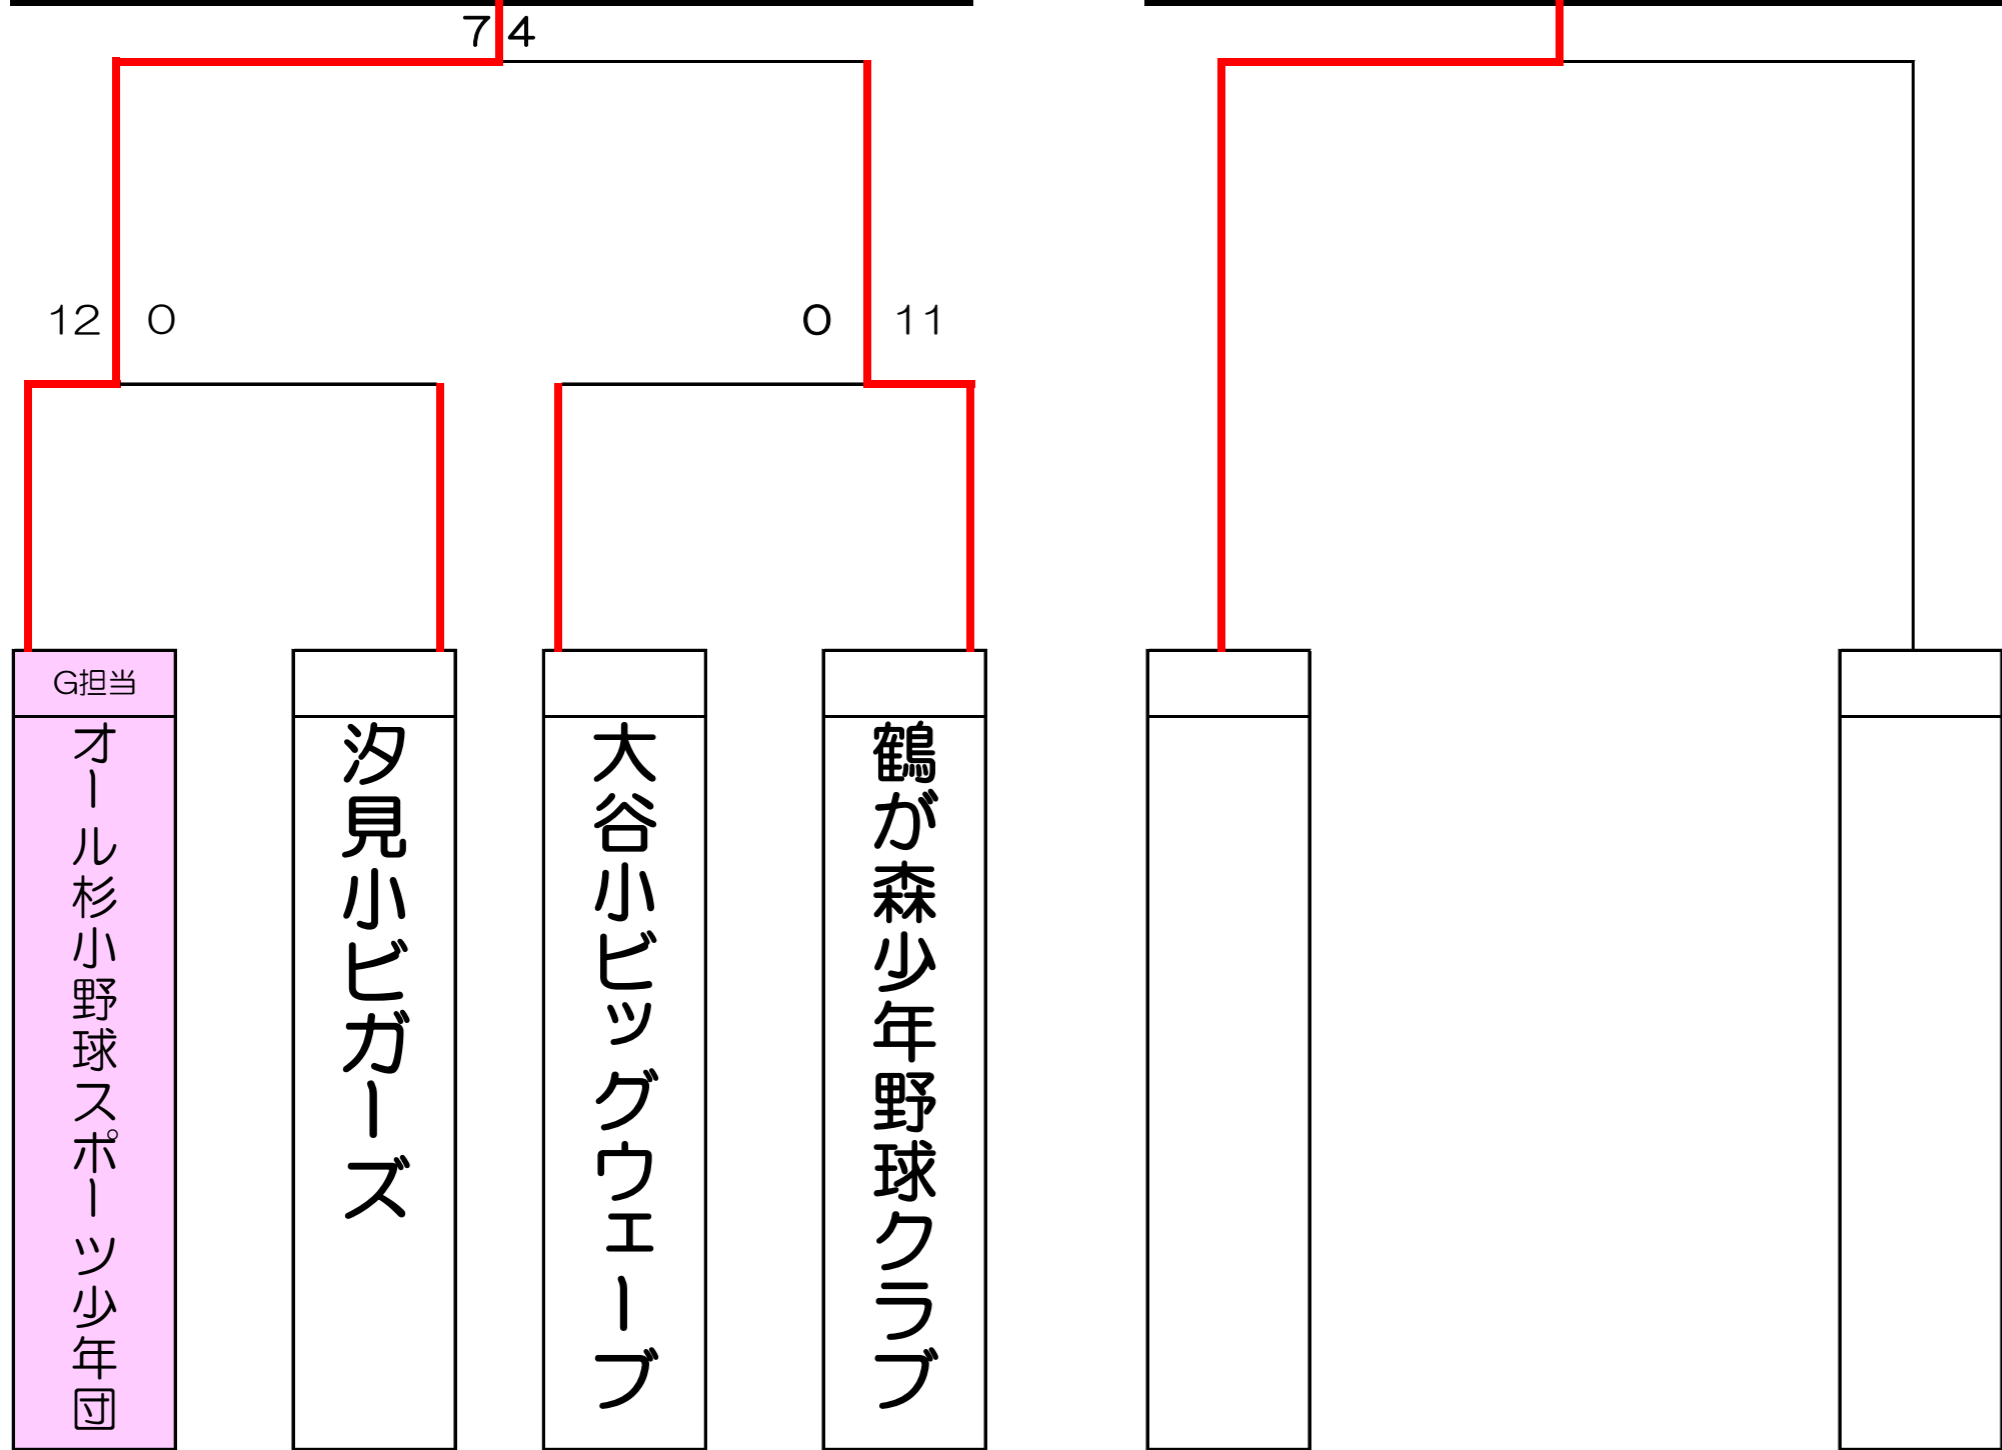 7 4
12 0
0 11
G担当
オール杉小野球スポーツ少年団
汐見小ビガーズ
大谷小ビッグウェーブ
鶴が森少年野球クラブ